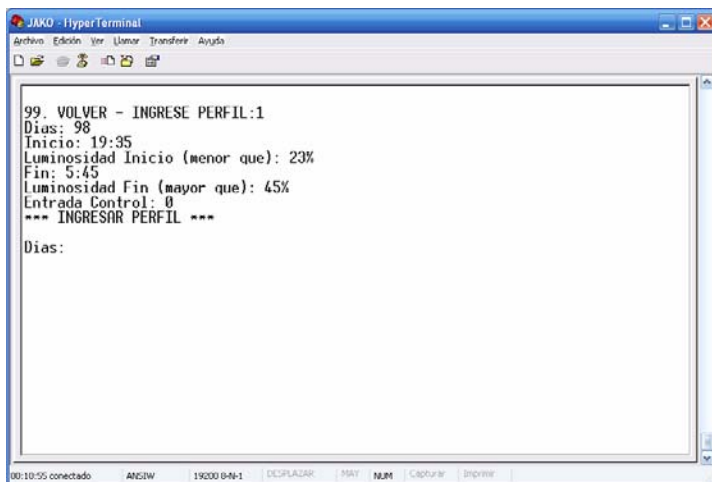 JAKO - HyperTerminal
Archivo Edición Ver Llamar Transferir Ayuda
99. VOLVER - INGRESE PERFIL:1
Dias: 98
Inicio: 19:35
Luminosidad Inicio (menor que): 23%
Fin: 5:45
Luminosidad Fin (mayor que): 45%
Entrada Control: 0
*** INGRESAR PERFIL ***
Dias:
00:10:55 conectado ANSIW 19200 8-N-1 DESPLAZAR MAY NUM Capturar Imprimir